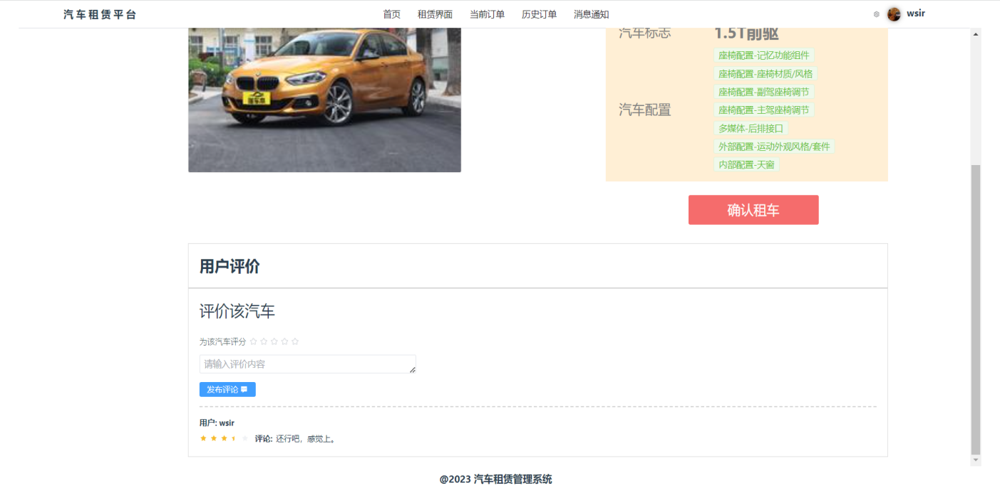 汽车租赁平台
首页 租赁界面 当前订单 历史订单 消息通知
wsir
汽车标志 1.5T前驱
汽车配置
座椅配置-记忆功能组件
座椅配置-座椅材质/风格
座椅配置-副驾座椅调节
座椅配置-主驾座椅调节
多媒体-后排接口
外部配置-运动外观风格/套件
内部配置-天窗
确认租车
用户评价
评价该汽车
为该汽车评分
请输入评价内容
发布评论
用户: wsir
评论: 还行吧，感觉上。
@2023 汽车租赁管理系统